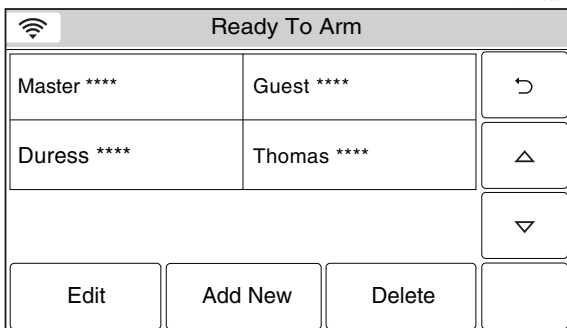 Ready To Arm
Master ****
Guest ****
Duress ****
Thomas ****
Edit
Add New
Delete